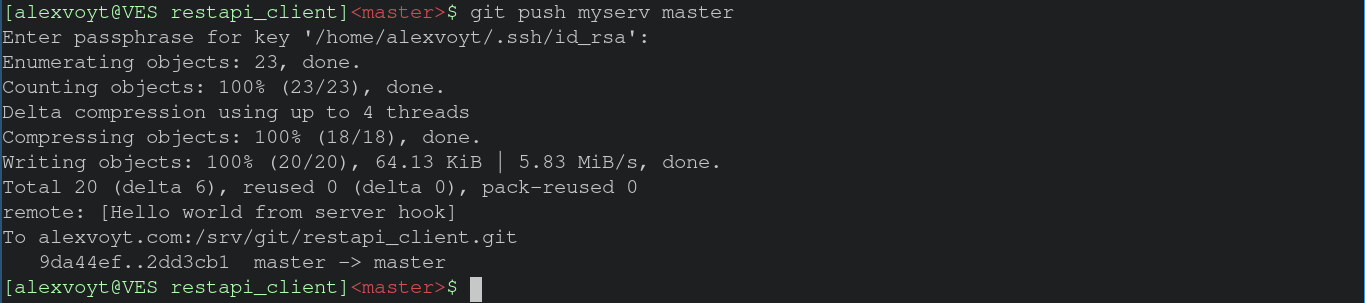 [alexvoyt@VES restapi_client]<master>$ git push myserv master
Enter passphrase for key '/home/alexvoyt/.ssh/id_rsa':
Enumerating objects: 23, done.
Counting objects: 100% (23/23), done.
Delta compression using up to 4 threads
Compressing objects: 100% (18/18), done.
Writing objects: 100% (20/20), 64.13 KiB | 5.83 MiB/s, done.
Total 20 (delta 6), reused 0 (delta 0), pack-reused 0
remote: [Hello world from server hook]
To alexvoyt.com:/srv/git/restapi_client.git
   9da44ef..2dd3cb1  master -> master
[alexvoyt@VES restapi_client]<master>$